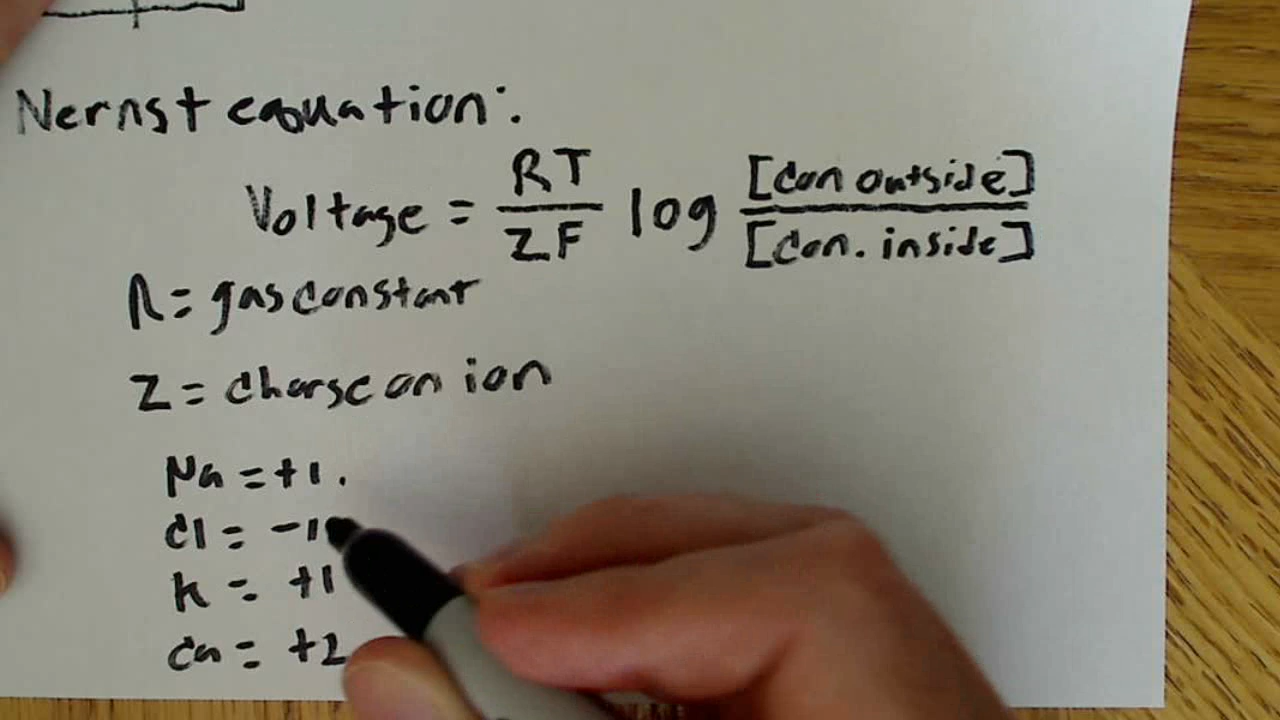 Nernst equation:
Voltage = RT / ZF log [con outside] / [con. inside]
R = gas constant
Z = charge on ion
Na = +1.
Cl = -1
K = +1
Ca = +2